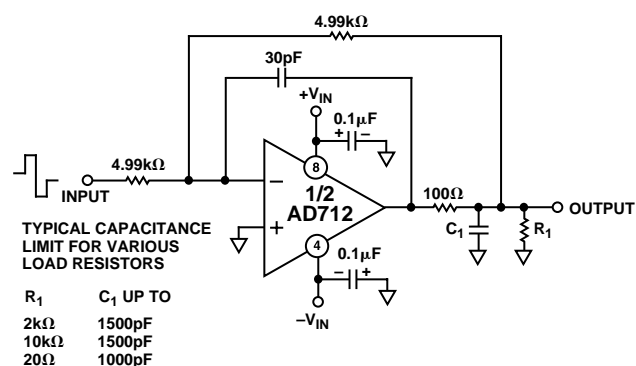 4.99kΩ
30pF
+VIN
0.1µF
+ –
4.99kΩ
8
INPUT
–
1/2
AD712
+
100Ω
OUTPUT
C1
R1
4
0.1µF
– +
–VIN
TYPICAL CAPACITANCE
LIMIT FOR VARIOUS
LOAD RESISTORS
R1 C1 UP TO
2kΩ 1500pF
10kΩ 1500pF
20Ω 1000pF